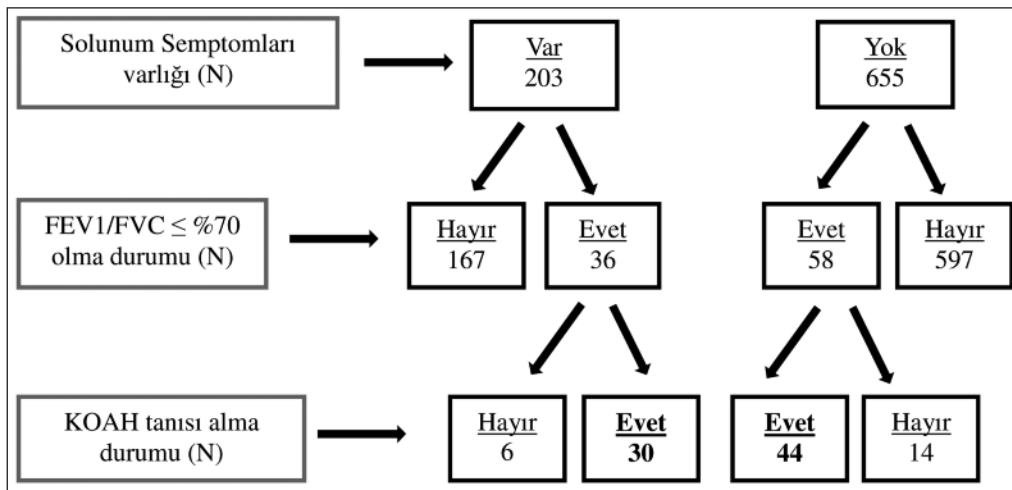 Solunum Semptomları
varlığı (N)
Var
203
Yok
655
FEV1/FVC ≤ %70
olma durumu (N)
Hayır
167
Evet
36
Evet
58
Hayır
597
KOAH tanısı alma
durumu (N)
Hayır
6
Evet
30
Evet
44
Hayır
14